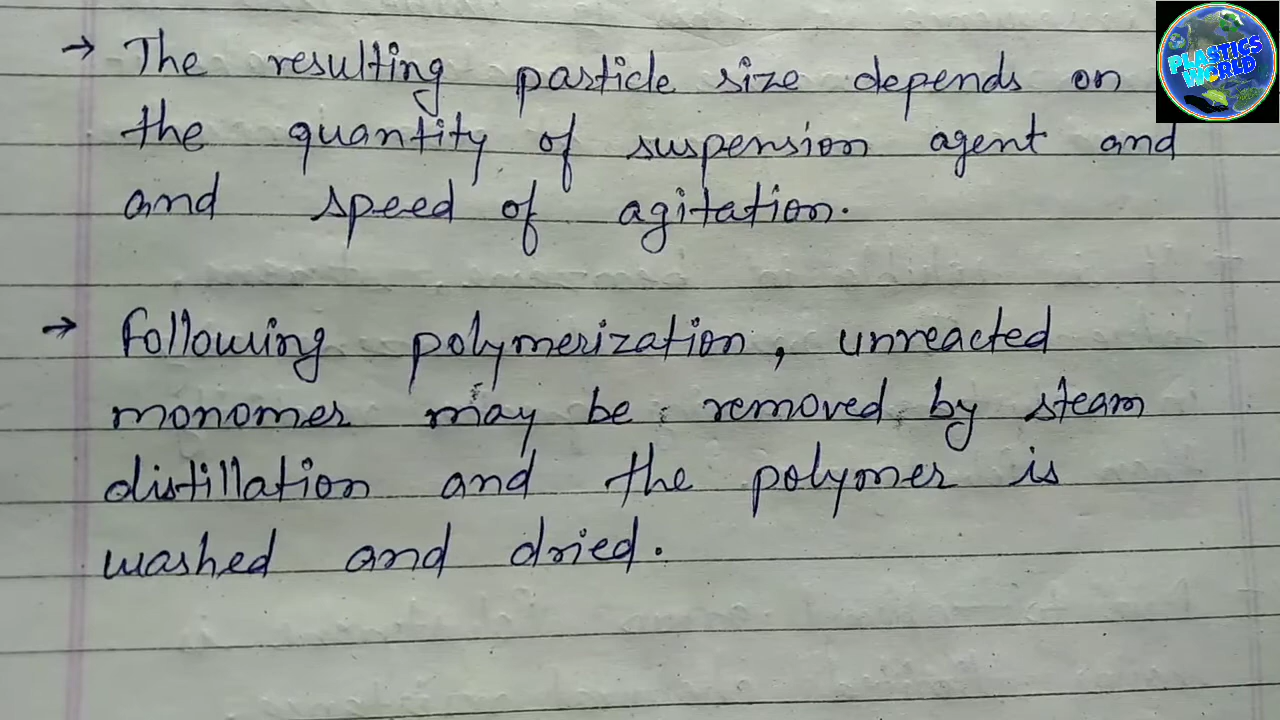 → The resulting particle size depends on
the quantity of suspension agent and
and speed of agitation.
→ Following polymerization, unreacted
monomer may be removed by steam
distillation and the polymer is
washed and dried.
PLASTICS
WORLD